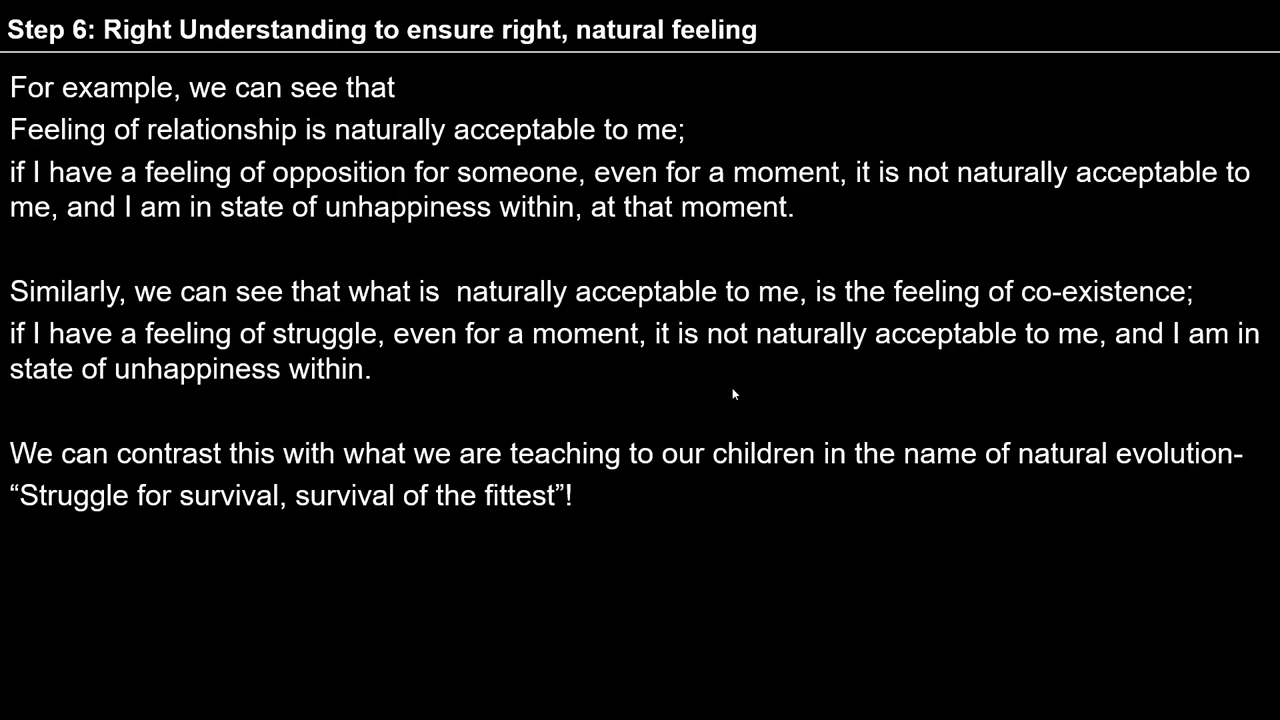 Step 6: Right Understanding to ensure right, natural feeling
For example, we can see that
Feeling of relationship is naturally acceptable to me;
if I have a feeling of opposition for someone, even for a moment, it is not naturally acceptable to
me, and I am in state of unhappiness within, at that moment.
Similarly, we can see that what is  naturally acceptable to me, is the feeling of co-existence;
if I have a feeling of struggle, even for a moment, it is not naturally acceptable to me, and I am in
state of unhappiness within.
We can contrast this with what we are teaching to our children in the name of natural evolution-
“Struggle for survival, survival of the fittest”!